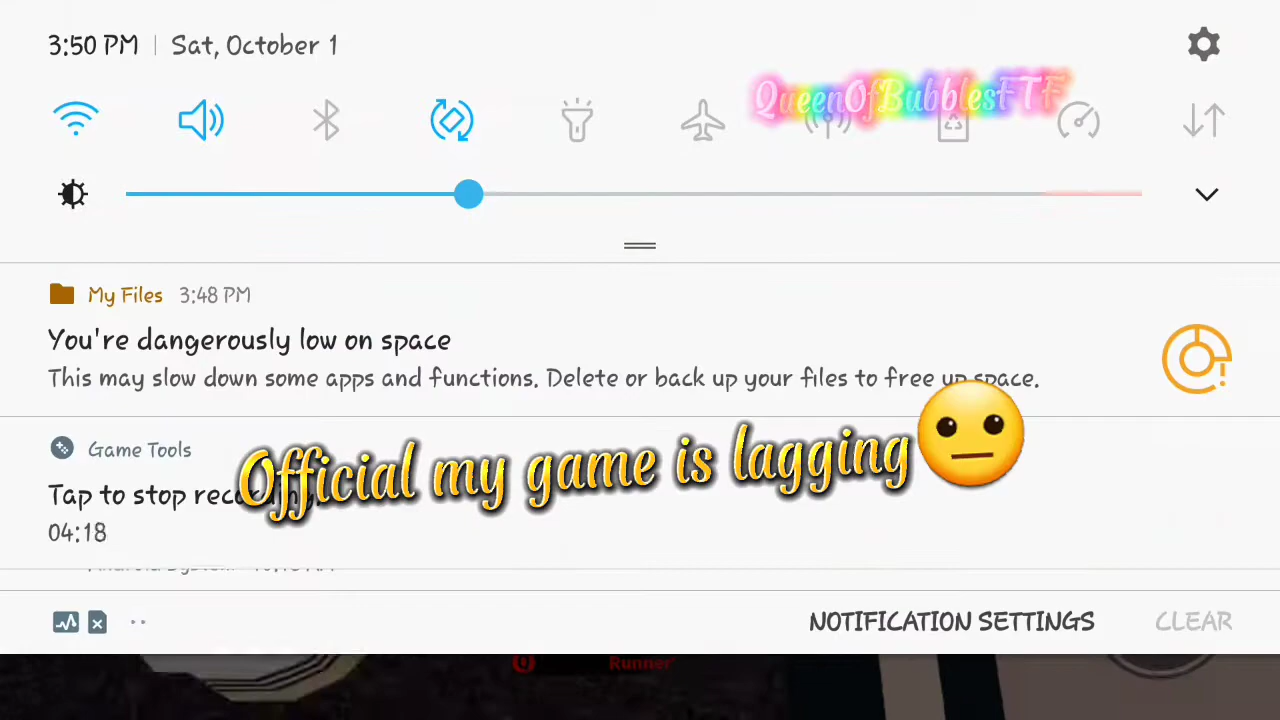 3:50 PM | Sat, October 1
QueenOfBubblesFTF
My Files 3:48 PM
You're dangerously low on space
This may slow down some apps and functions. Delete or back up your files to free up space.
Game Tools
Official my game is lagging
Tap to stop recording.
04:18
NOTIFICATION SETTINGS CLEAR
Runner